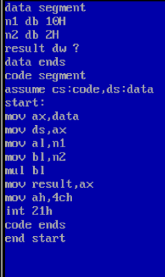 data segment
n1 db 10H
n2 db 2H
result dw ?
data ends
code segment
assume cs:code,ds:data
start:
mov ax,data
mov ds,ax
mov al,n1
mov bl,n2
mul bl
mov result,ax
mov ah,4ch
int 21h
code ends
end start